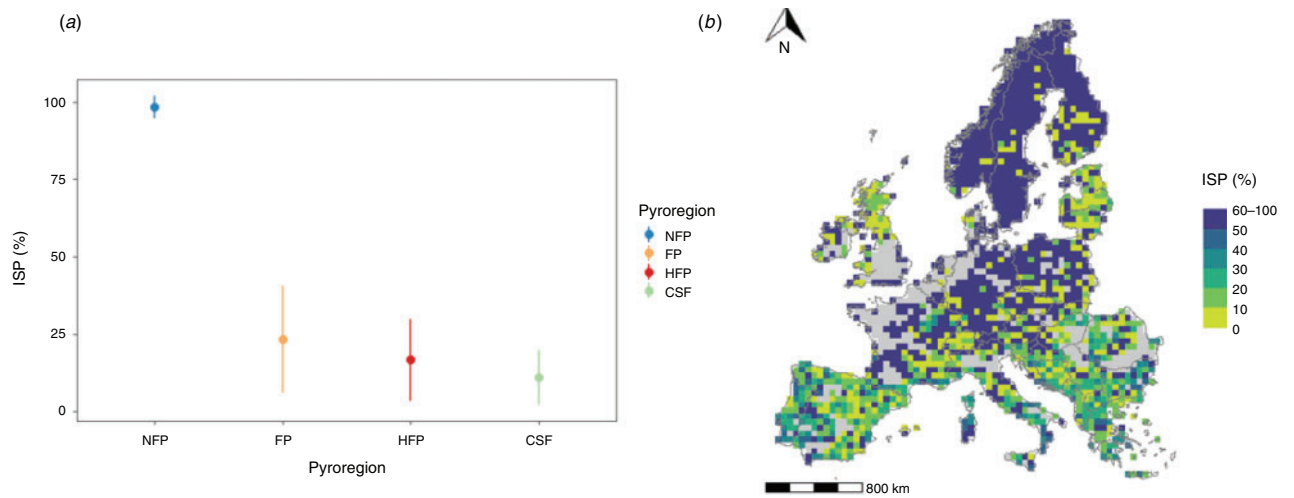 (a)
100
75
50
25
0
ISP (%)
NFP
FP
HFP
CSF
Pyroregion
Pyroregion
NFP
FP
HFP
CSF
(b)
N
800 km
ISP (%)
60–100
50
40
30
20
10
0